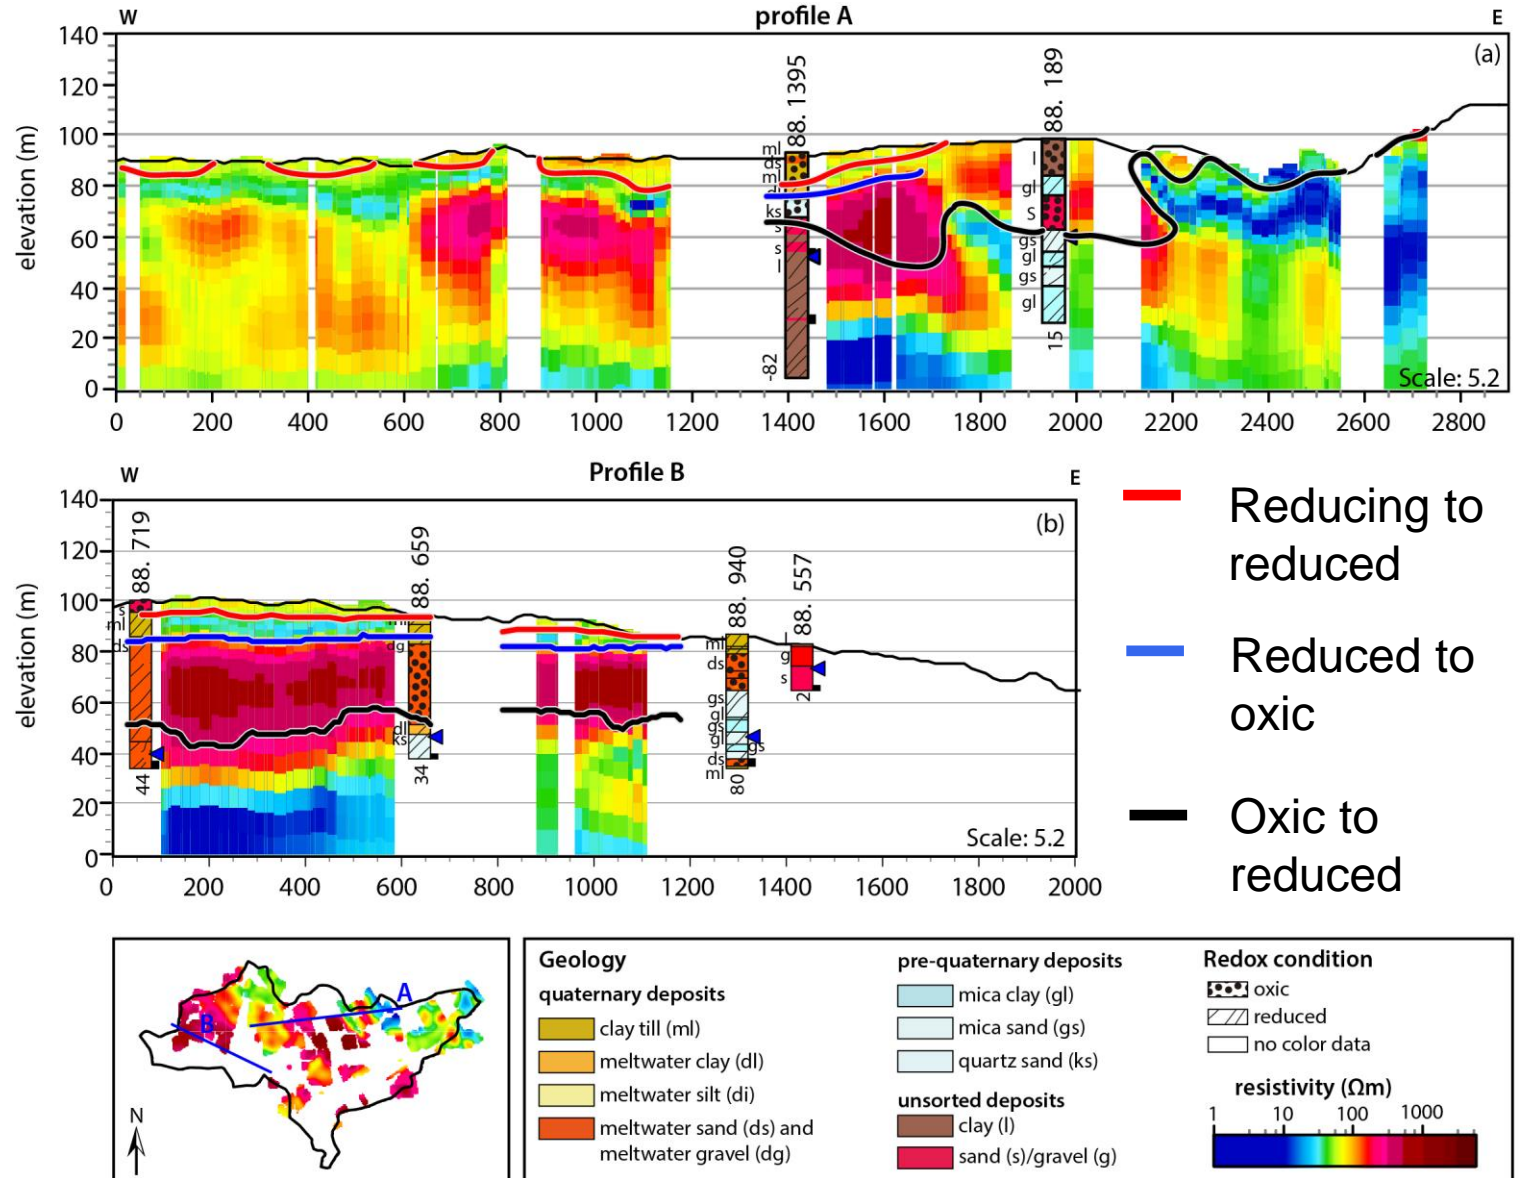 W
profile A
E
(a)
140
120
100
80
60
40
20
0
elevation (m)
88. 1395
ml
ds
ml
ks
s
s
l
-82
88. 189
l
gl
S
gs
gl
gs
gl
15
Scale: 5.2
0 200 400 600 800 1000 1200 1400 1600 1800 2000 2200 2400 2600 2800
W
Profile B
E
(b)
140
120
100
80
60
40
20
0
elevation (m)
88. 719
s
ml
ds
44
88. 659
dg
dl
ks
34
88. 940
ml
ds
gs
gl
gs
gl
gs
ds
ml
80
88. 557
l
g
s
2
Scale: 5.2
0 200 400 600 800 1000 1200 1400 1600 1800 2000
Reducing to
reduced
Reduced to
oxic
Oxic to
reduced
A
B
N
Geology
quaternary deposits
clay till (ml)
meltwater clay (dl)
meltwater silt (di)
meltwater sand (ds) and
meltwater gravel (dg)
pre-quaternary deposits
mica clay (gl)
mica sand (gs)
quartz sand (ks)
unsorted deposits
clay (l)
sand (s)/gravel (g)
Redox condition
oxic
reduced
no color data
resistivity (Ωm)
1 10 100 1000